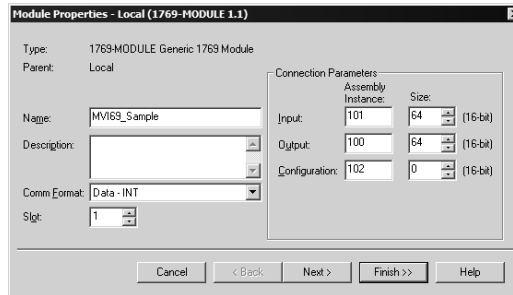 Module Properties - Local (1769-MODULE 1.1)
Type: 1769-MODULE Generic 1769 Module
Parent: Local
Connection Parameters
Assembly Instance: Size:
Name: MVI69_Sample
Input: 101 64 (16-bit)
Description:
Output: 100 64 (16-bit)
Configuration: 102 0 (16-bit)
Comm Format: Data - INT
Slot: 1
Cancel < Back Next > Finish >> Help